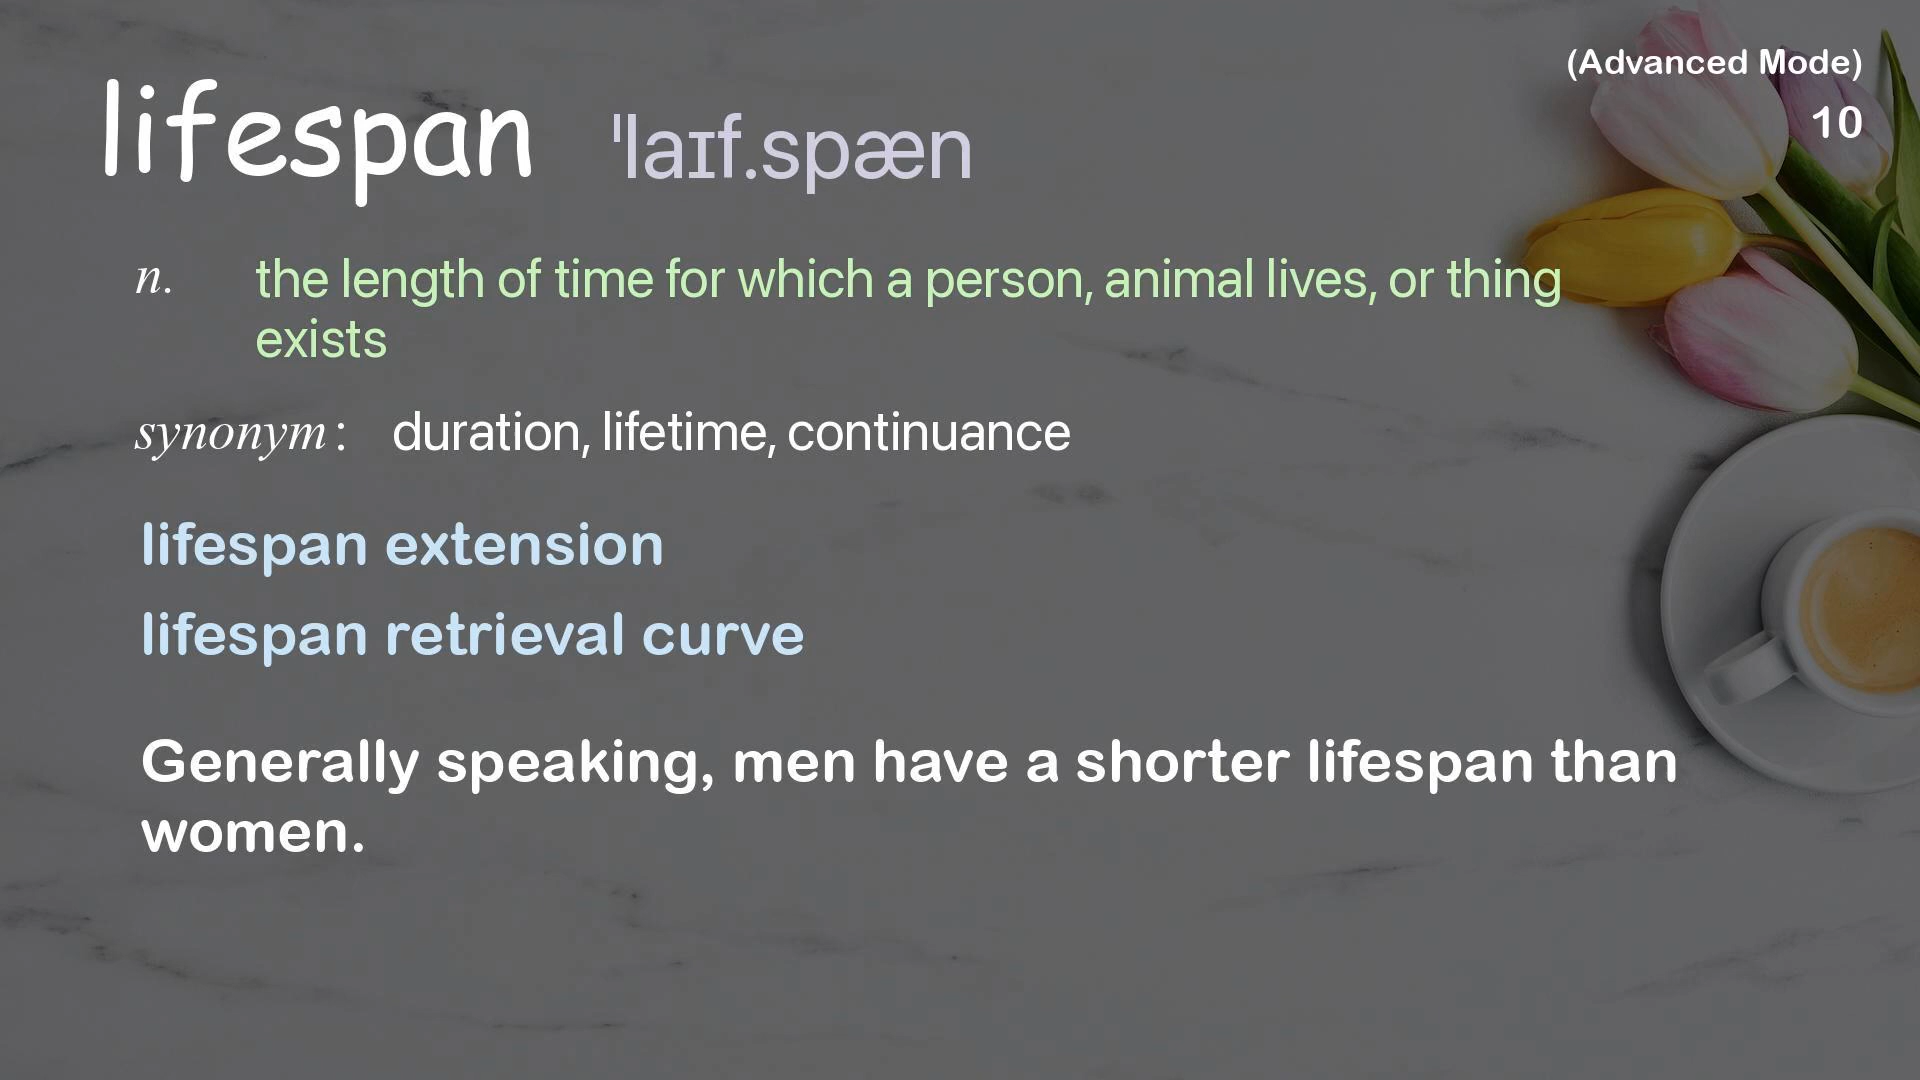 (Advanced Mode)
10
lifespan ˈlaɪf.spæn
n. the length of time for which a person, animal lives, or thing
exists
synonym: duration, lifetime, continuance
lifespan extension
lifespan retrieval curve
Generally speaking, men have a shorter lifespan than
women.